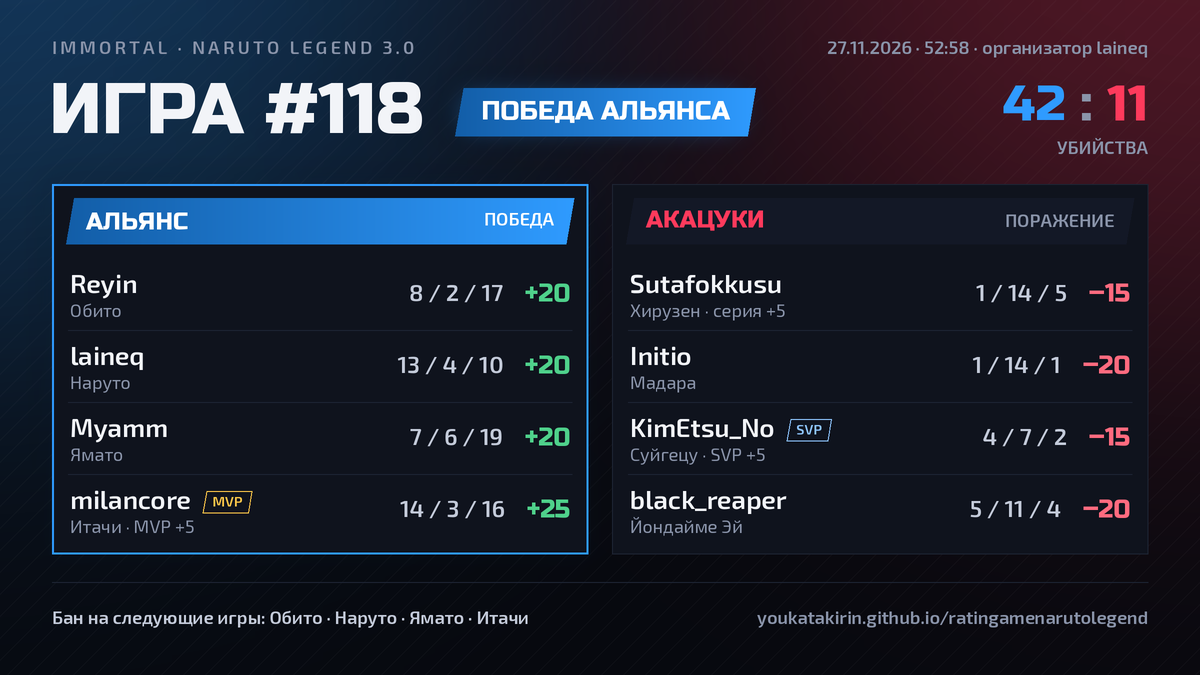 IMMORTAL · NARUTO LEGEND 3.0
27.11.2026 · 52:58 · организатор laineq
ИГРА #118
ПОБЕДА АЛЬЯНСА
42 : 11
УБИЙСТВА
АЛЬЯНС ПОБЕДА
Reyin 8 / 2 / 17 +20
Обито
laineq 13 / 4 / 10 +20
Наруто
Myamm 7 / 6 / 19 +20
Ямато
milancore MVP 14 / 3 / 16 +25
Итачи · MVP +5
АКАЦУКИ ПОРАЖЕНИЕ
Sutafokkusu 1 / 14 / 5 −15
Хирузен · серия +5
Initio 1 / 14 / 1 −20
Мадара
KimEtsu_No SVP 4 / 7 / 2 −15
Суйгецу · SVP +5
black_reaper 5 / 11 / 4 −20
Йондайме Эй
Бан на следующие игры: Обито · Наруто · Ямато · Итачи
youkatakirin.github.io/ratingamenarutolegend